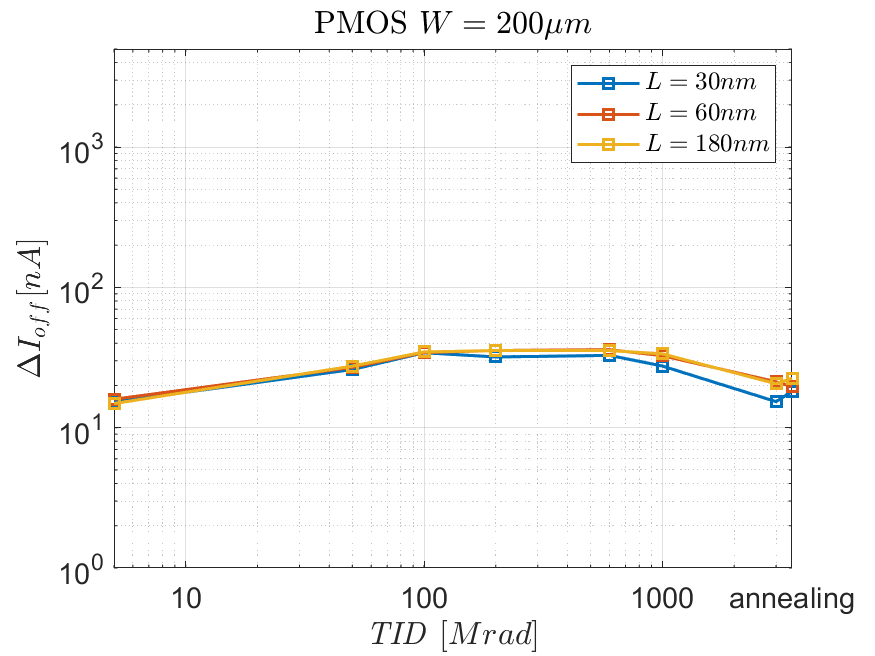 PMOS W = 200μm
L = 30nm
L = 60nm
L = 180nm
10^3
10^2
10^1
10^0
ΔI_off [nA]
10 100 1000 annealing
TID [Mrad]